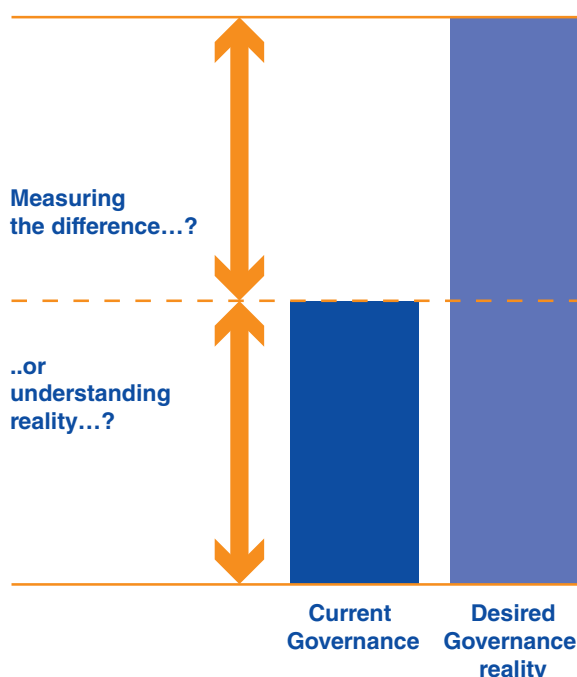 Measuring
the difference…?
..or
understanding
reality…?
Current
Governance
Desired
Governance
reality